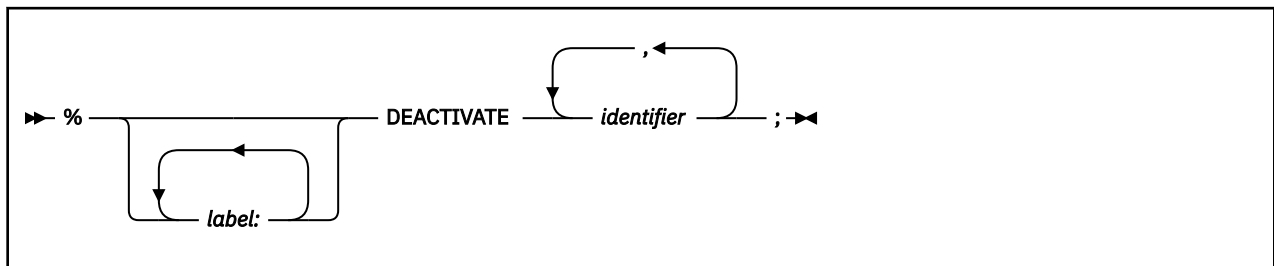 ,
% DEACTIVATE identifier ;
label: